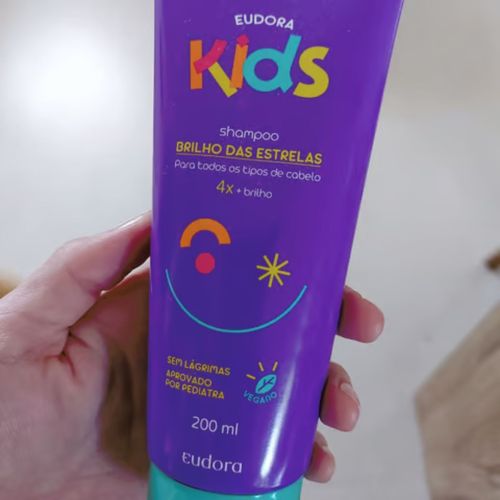 EUDORA
Kids
shampoo
BRILHO DAS ESTRELAS
Para todos os tipos de cabelo
4x + brilho
SEM LÁGRIMAS
APROVADO
POR PEDIATRA
VEGANO
200 ml
eudora